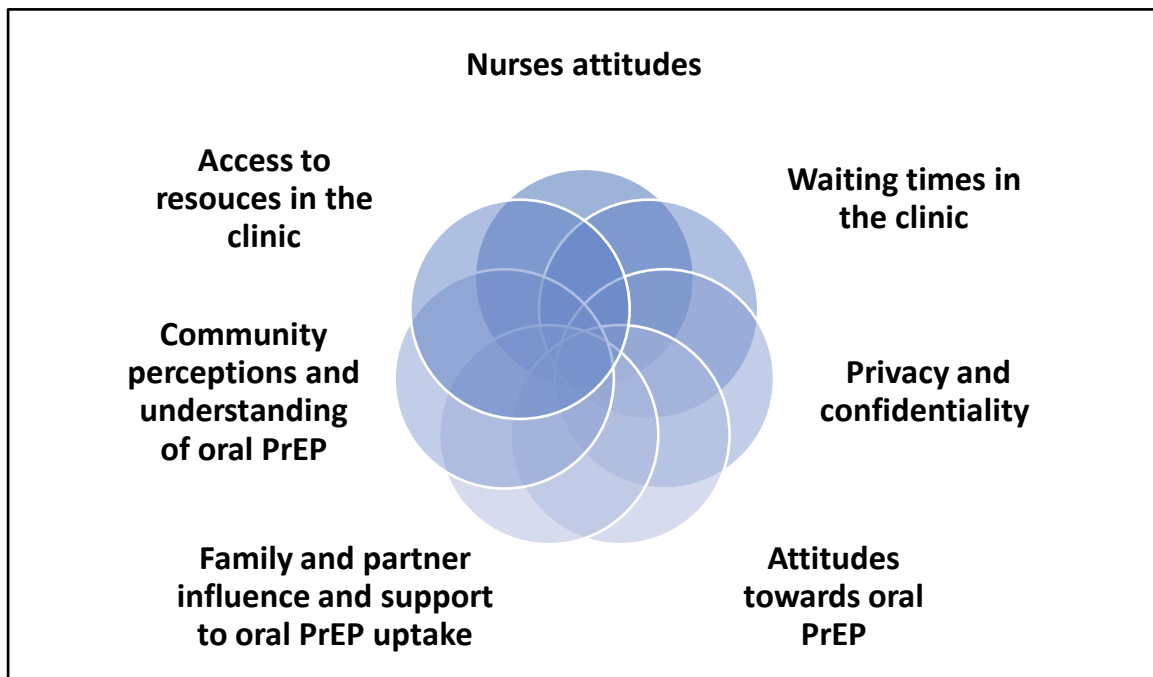 Nurses attitudes
Access to
resouces in the
clinic
Waiting times in
the clinic
Community
perceptions and
understanding
of oral PrEP
Privacy and
confidentiality
Family and partner
influence and support
to oral PrEP uptake
Attitudes
towards oral
PrEP